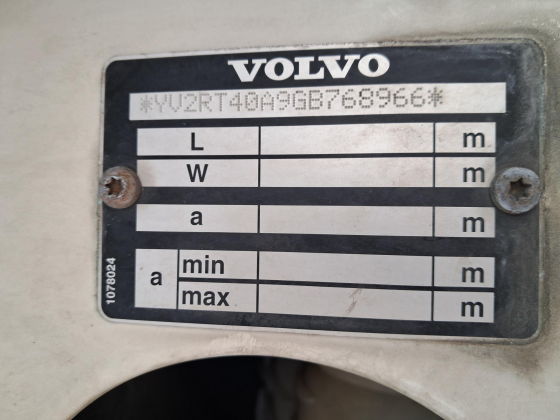 VOLVO
*YV2RT40A9GB768966*
L m
W m
a m
a min m
max m
1078024